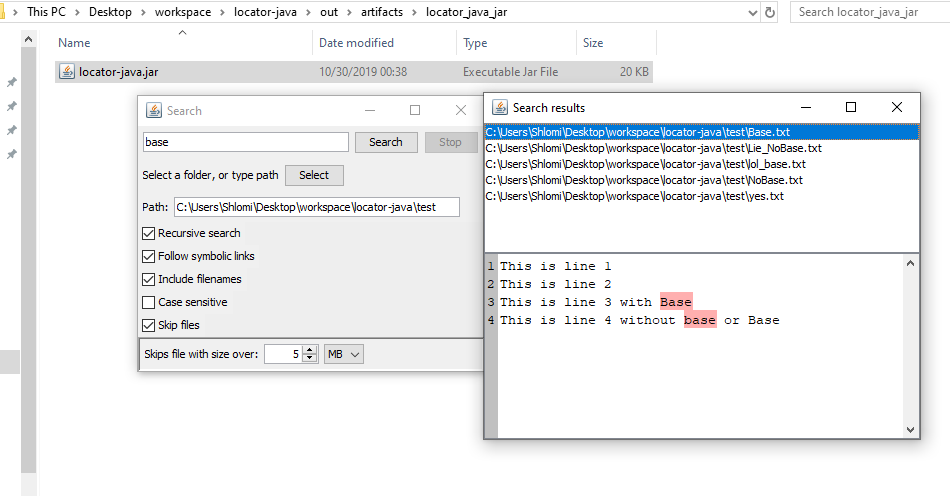 This PC > Desktop > workspace > locator-java > out > artifacts > locator_java_jar
Search locator_java_jar
Name Date modified Type Size
locator-java.jar 10/30/2019 00:38 Executable Jar File 20 KB
Search
base Search Stop
Select a folder, or type path Select
Path: C:\Users\Shlomi\Desktop\workspace\locator-java\test
Recursive search
Follow symbolic links
Include filenames
Case sensitive
Skip files
Skips file with size over: 5 MB
Search results
C:\Users\Shlomi\Desktop\workspace\locator-java\test\Base.txt
C:\Users\Shlomi\Desktop\workspace\locator-java\test\Lie_NoBase.txt
C:\Users\Shlomi\Desktop\workspace\locator-java\test\lol_base.txt
C:\Users\Shlomi\Desktop\workspace\locator-java\test\NoBase.txt
C:\Users\Shlomi\Desktop\workspace\locator-java\test\yes.txt
1 This is line 1
2 This is line 2
3 This is line 3 with Base
4 This is line 4 without base or Base